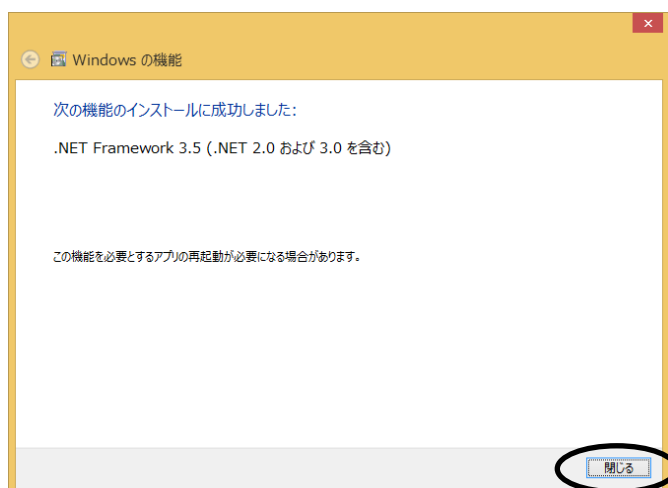 Windows の機能
次の機能のインストールに成功しました:
.NET Framework 3.5 (.NET 2.0 および 3.0 を含む)
この機能を必要とするアプリの再起動が必要になる場合があります。
閉じる